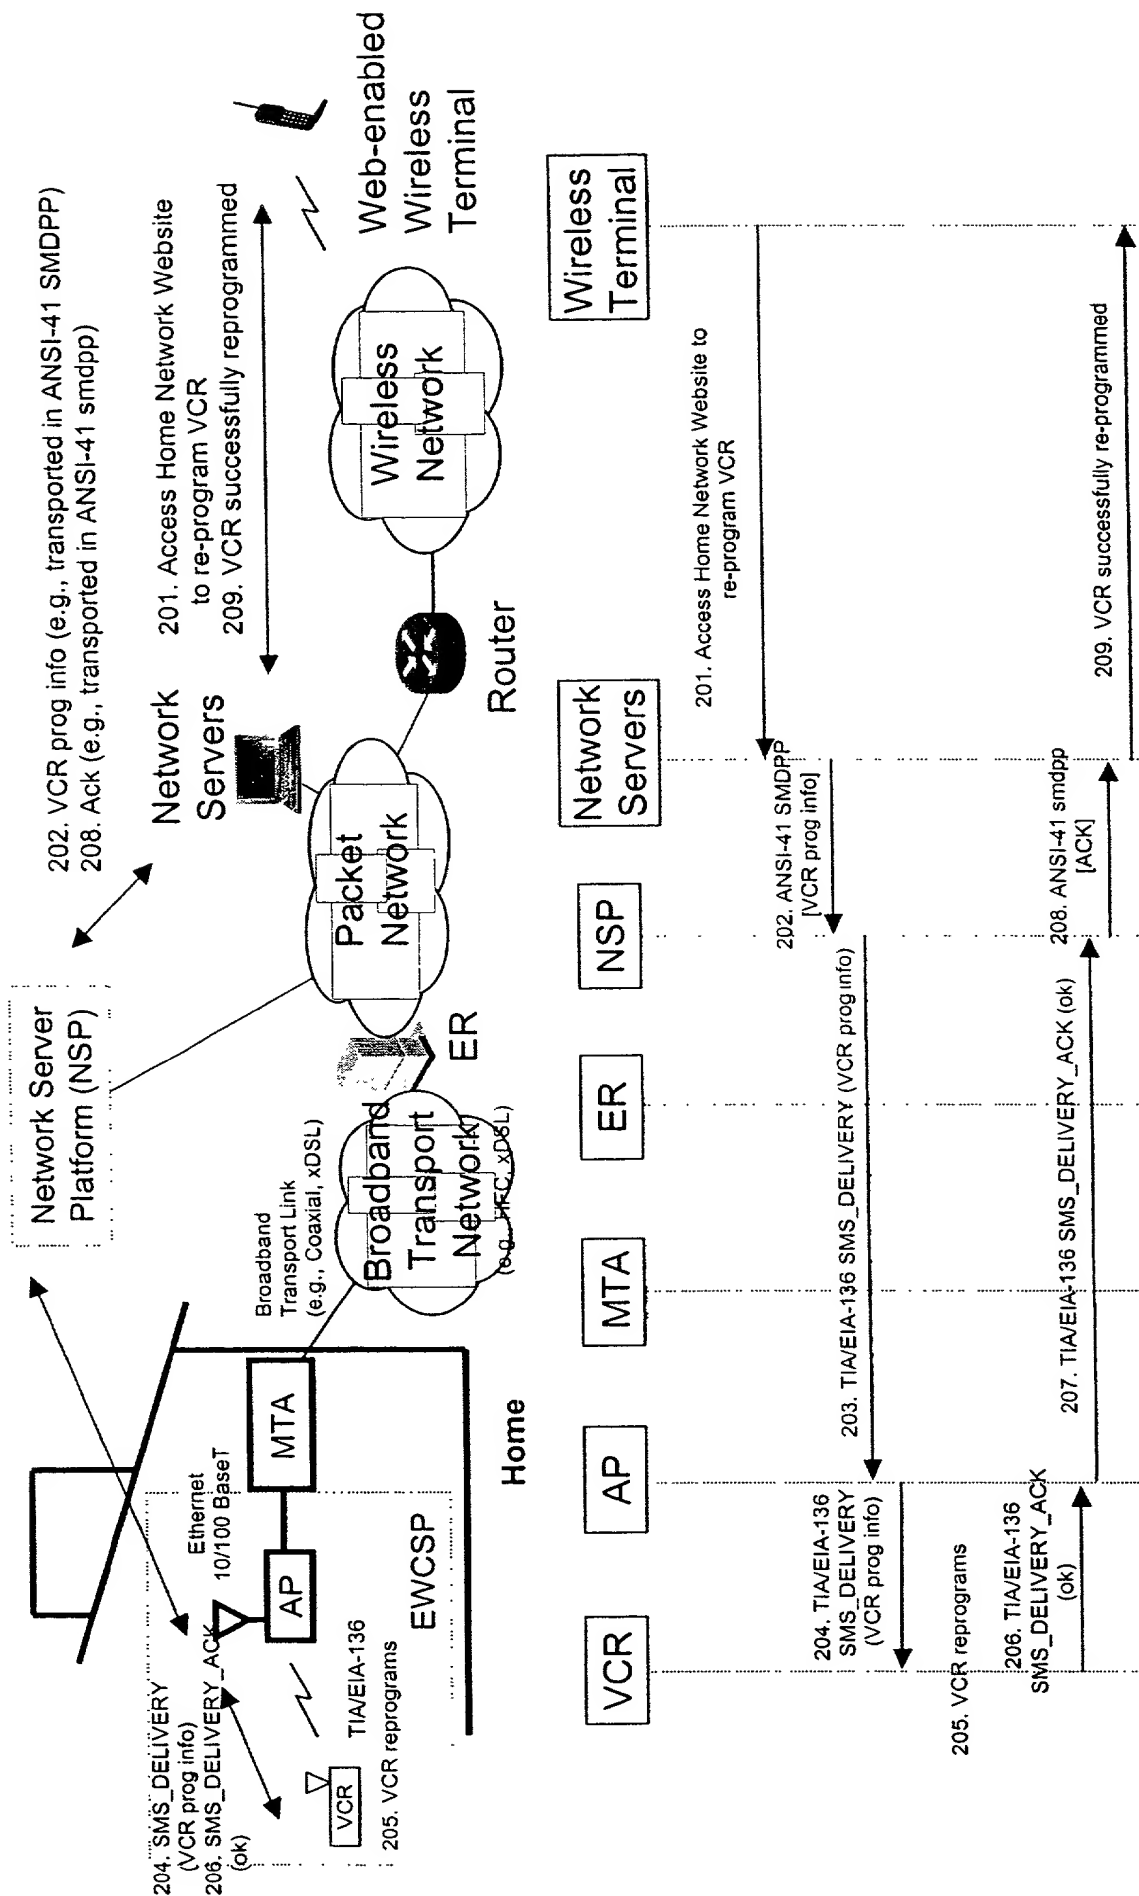 204. SMS_DELIVERY
(VCR prog info)
206. SMS_DELIVERY_ACK
(ok)
VCR
TIA/EIA-136
205. VCR reprograms
Ethernet
10/100 BaseT
AP
MTA
EWCSP
Home
Network Server
Platform (NSP)
Broadband
Transport Link
(e.g., Coaxial, xDSL)
Broadband
Transport
Network
(e.g., HFC, xDSL)
ER
Packet
Network
Network
Servers
Router
202. VCR prog info (e.g., transported in ANSI-41 SMDPP)
208. Ack (e.g., transported in ANSI-41 smdpp)
201. Access Home Network Website
to re-program VCR
209. VCR successfully reprogrammed
Wireless
Network
Web-enabled
Wireless
Terminal
VCR
AP
MTA
ER
NSP
Network
Servers
Wireless
Terminal
201. Access Home Network Website to
re-program VCR
202. ANSI-41 SMDPP
[VCR prog info]
203. TIA/EIA-136 SMS_DELIVERY (VCR prog info)
204. TIA/EIA-136
SMS_DELIVERY
(VCR prog info)
205. VCR reprograms
206. TIA/EIA-136
SMS_DELIVERY_ACK
(ok)
207. TIA/EIA-136 SMS_DELIVERY_ACK (ok)
208. ANSI-41 smdpp
[ACK]
209. VCR successfully re-programmed